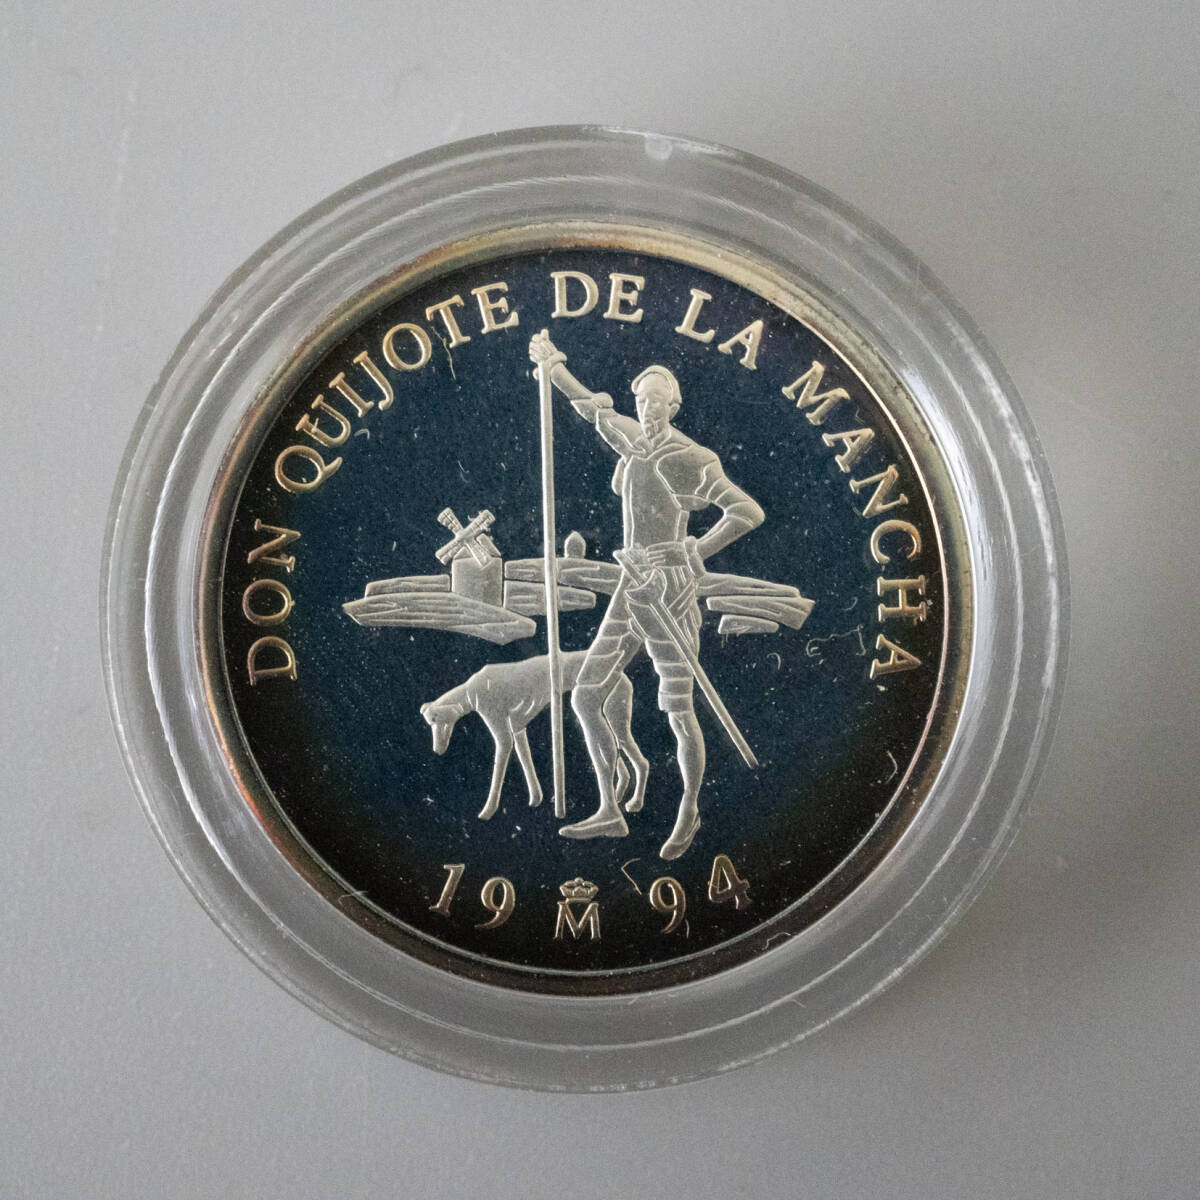 DON QUIJOTE DE LA MANCHA
19 M 94